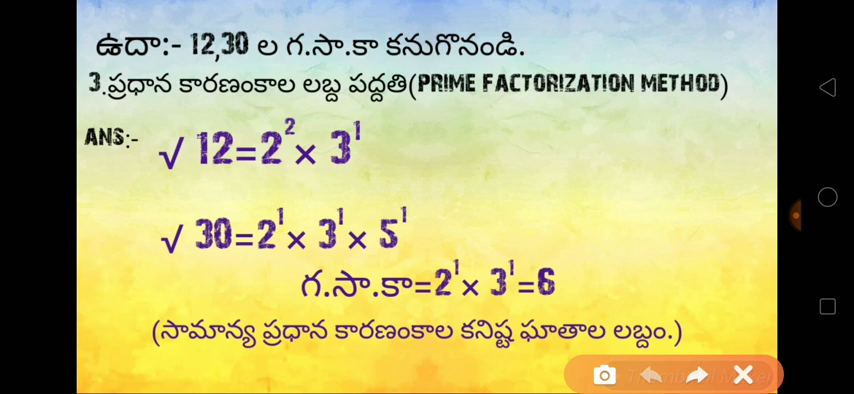 ఉదా:- 12,30 ల గ.సా.కా కనుగొనండి.
3.ప్రధాన కారణంకాల లబ్ద పద్దతి(PRIME FACTORIZATION METHOD)
ANS:- √ 12=2²× 3¹
√ 30=2¹× 3¹× 5¹
గ.సా.కా=2¹× 3¹=6
(సామాన్య ప్రధాన కారణంకాల కనిష్ట ఘాతాల లబ్దం.)